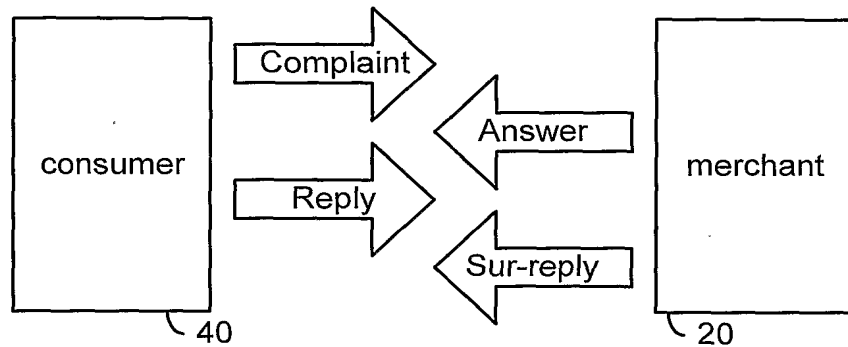 Complaint
Answer
consumer
merchant
Reply
Sur-reply
40
20